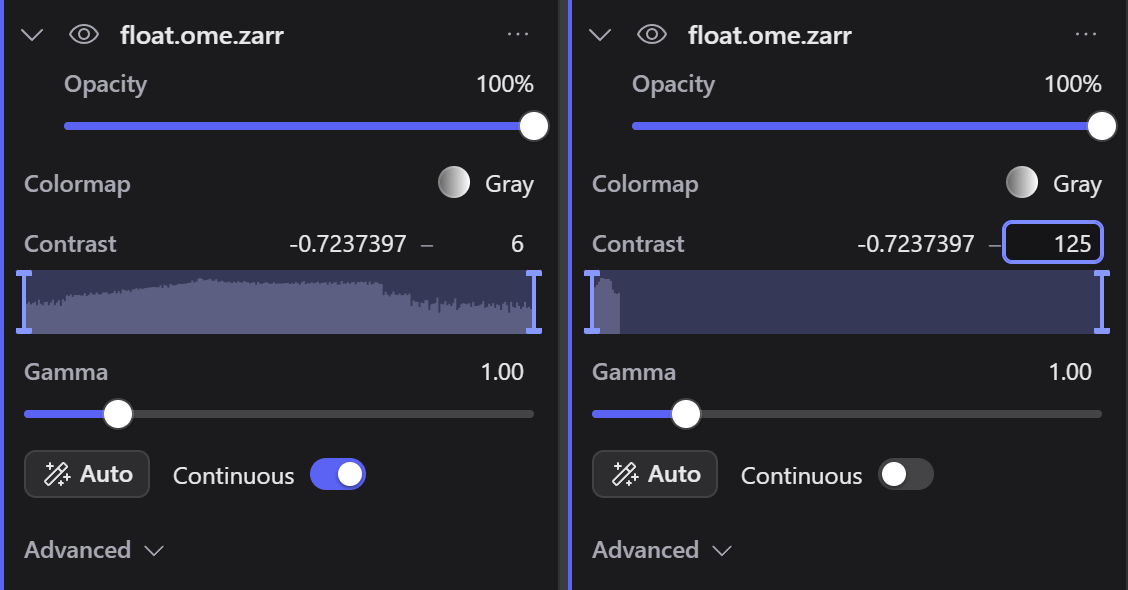 float.ome.zarr ...
Opacity 100%
Colormap Gray
Contrast -0.7237397 – 6
Gamma 1.00
Auto Continuous
Advanced
float.ome.zarr ...
Opacity 100%
Colormap Gray
Contrast -0.7237397 – 125
Gamma 1.00
Auto Continuous
Advanced